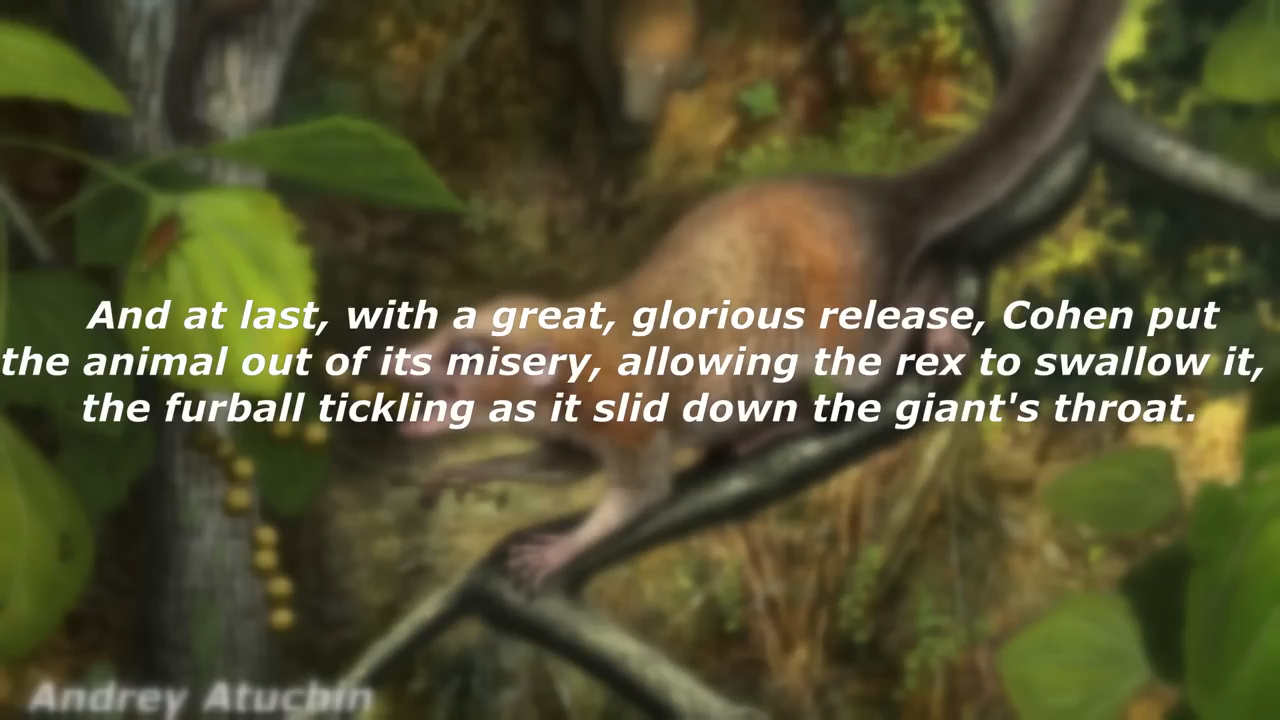 And at last, with a great, glorious release, Cohen put
the animal out of its misery, allowing the rex to swallow it,
the furball tickling as it slid down the giant's throat.
Andrey Atuchin